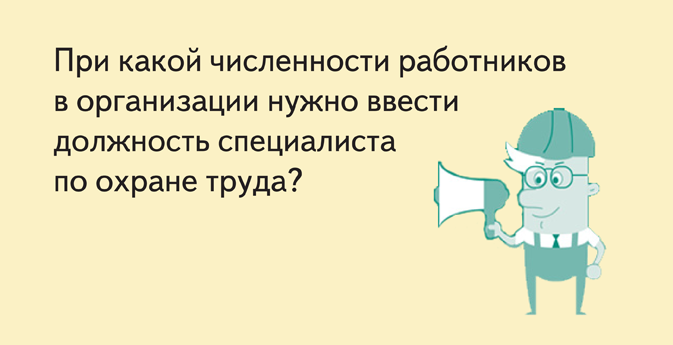 При какой численности работников
в организации нужно ввести
должность специалиста
по охране труда?